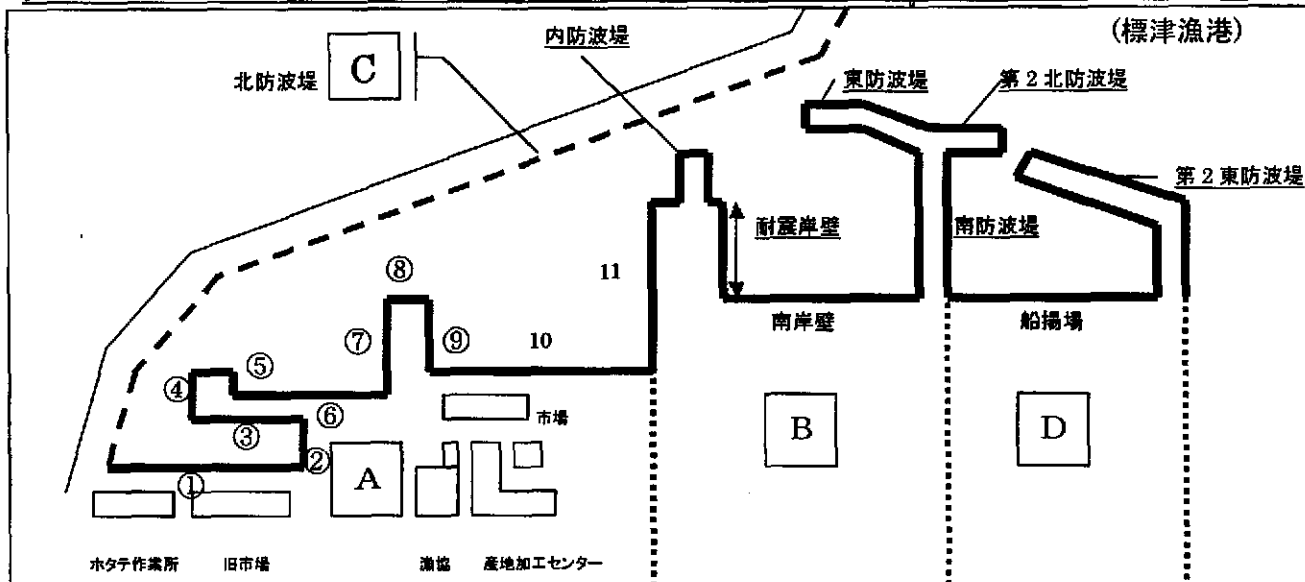 (標津漁港)
内防波堤
北防波堤
C
東防波堤
第2北防波堤
第2東防波堤
耐震岸壁
南防波堤
11
⑧
南岸壁
船揚場
⑦
⑨
10
⑤
④
⑥
市場
③
②
A
B
D
①
ホタテ作業所
旧市場
漁協
産地加工センター